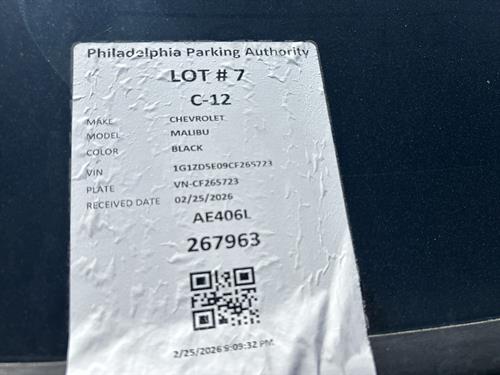 Philadelphia Parking Authority
LOT # 7
C-12
MAKE CHEVROLET
MODEL MALIBU
COLOR BLACK
VIN 1G1ZD5E09CF265723
PLATE VN-CF265723
RECEIVED DATE 02/25/2026
AE406L
267963
2/25/2026 9:09:32 PM